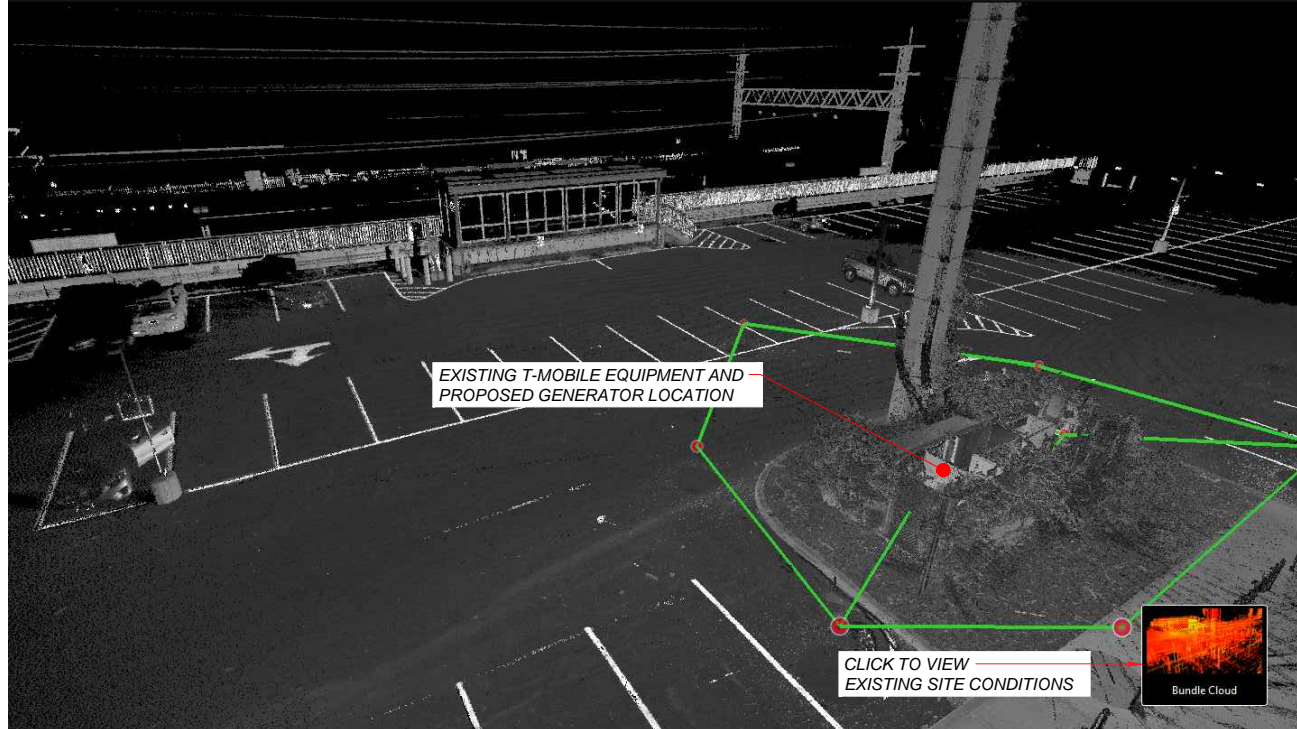 EXISTING T-MOBILE EQUIPMENT AND
PROPOSED GENERATOR LOCATION
CLICK TO VIEW
EXISTING SITE CONDITIONS
Bundle Cloud